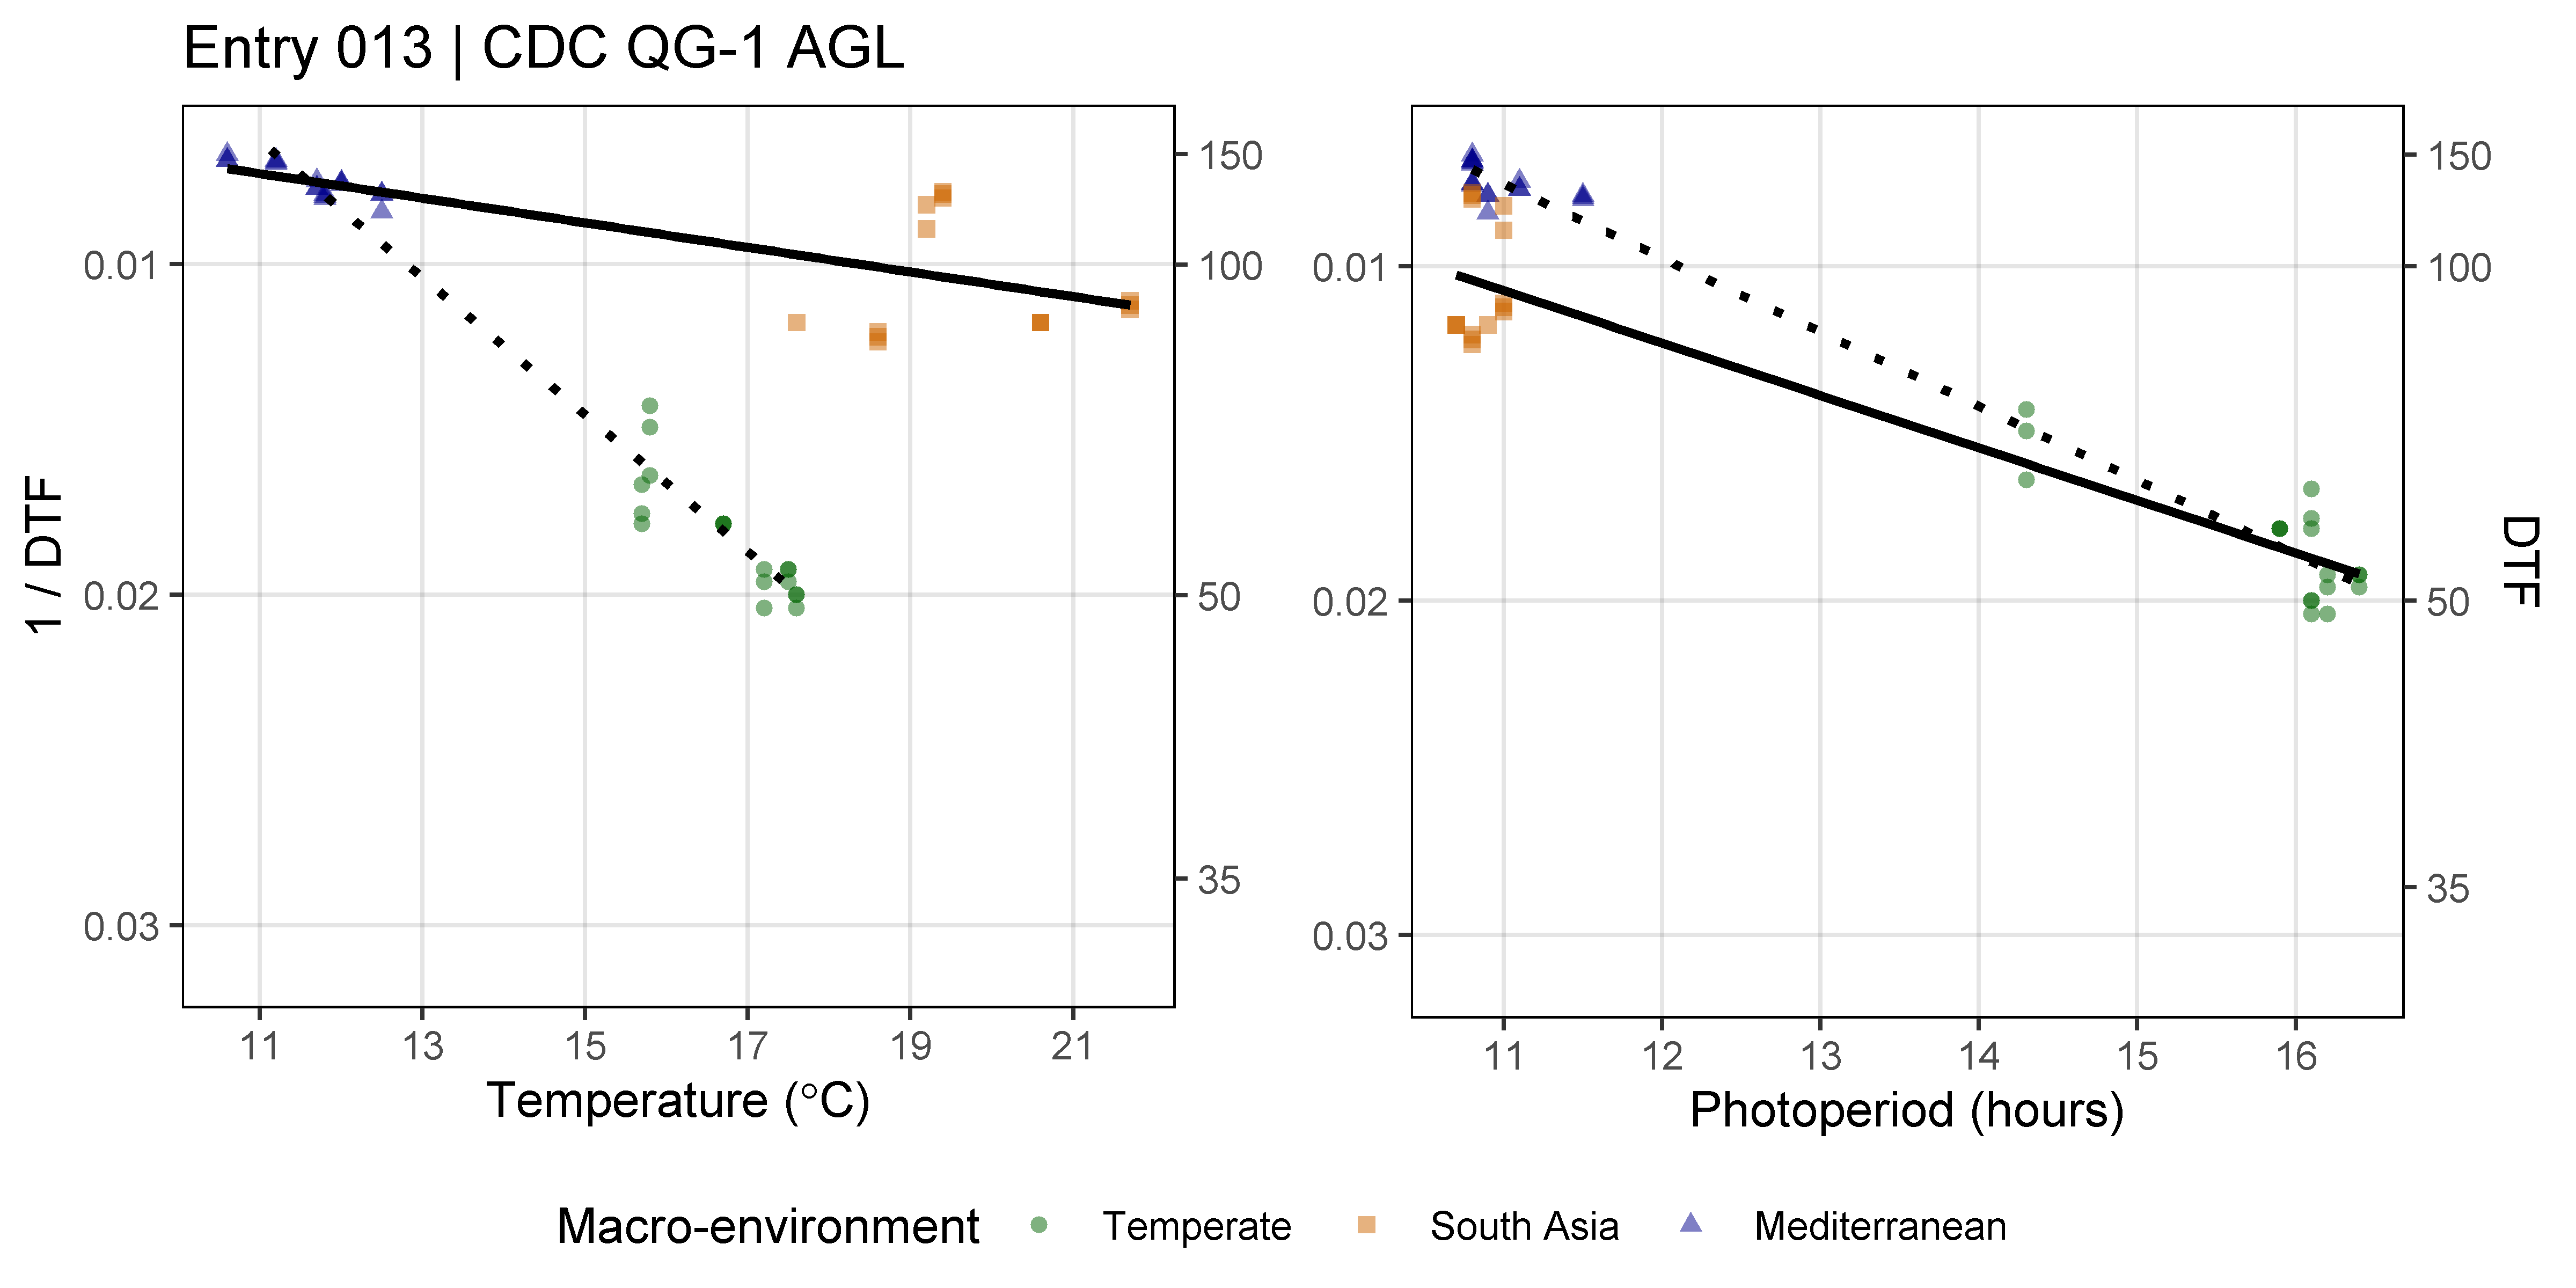 Entry 013 | CDC QG-1 AGL
1 / DTF
0.01
0.02
0.03
150
100
50
35
11 13 15 17 19 21
Temperature (°C)
0.01
0.02
0.03
150
100
50
35
DTF
11 12 13 14 15 16
Photoperiod (hours)
Macro-environment Temperate South Asia Mediterranean